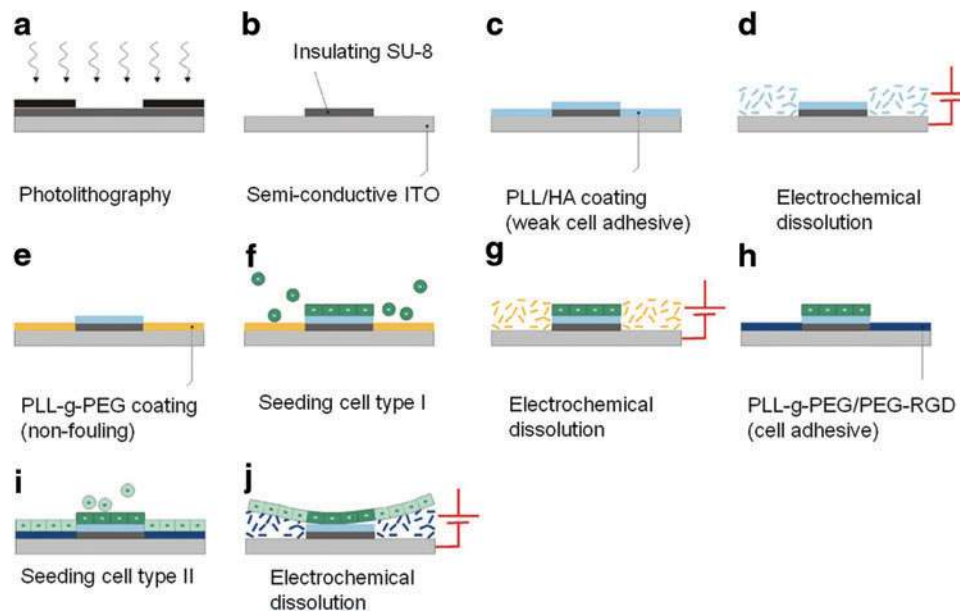 a
Photolithography
b
Insulating SU-8
Semi-conductive ITO
c
PLL/HA coating
(weak cell adhesive)
d
Electrochemical
dissolution
e
PLL-g-PEG coating
(non-fouling)
f
Seeding cell type I
g
Electrochemical
dissolution
h
PLL-g-PEG/PEG-RGD
(cell adhesive)
i
Seeding cell type II
j
Electrochemical
dissolution